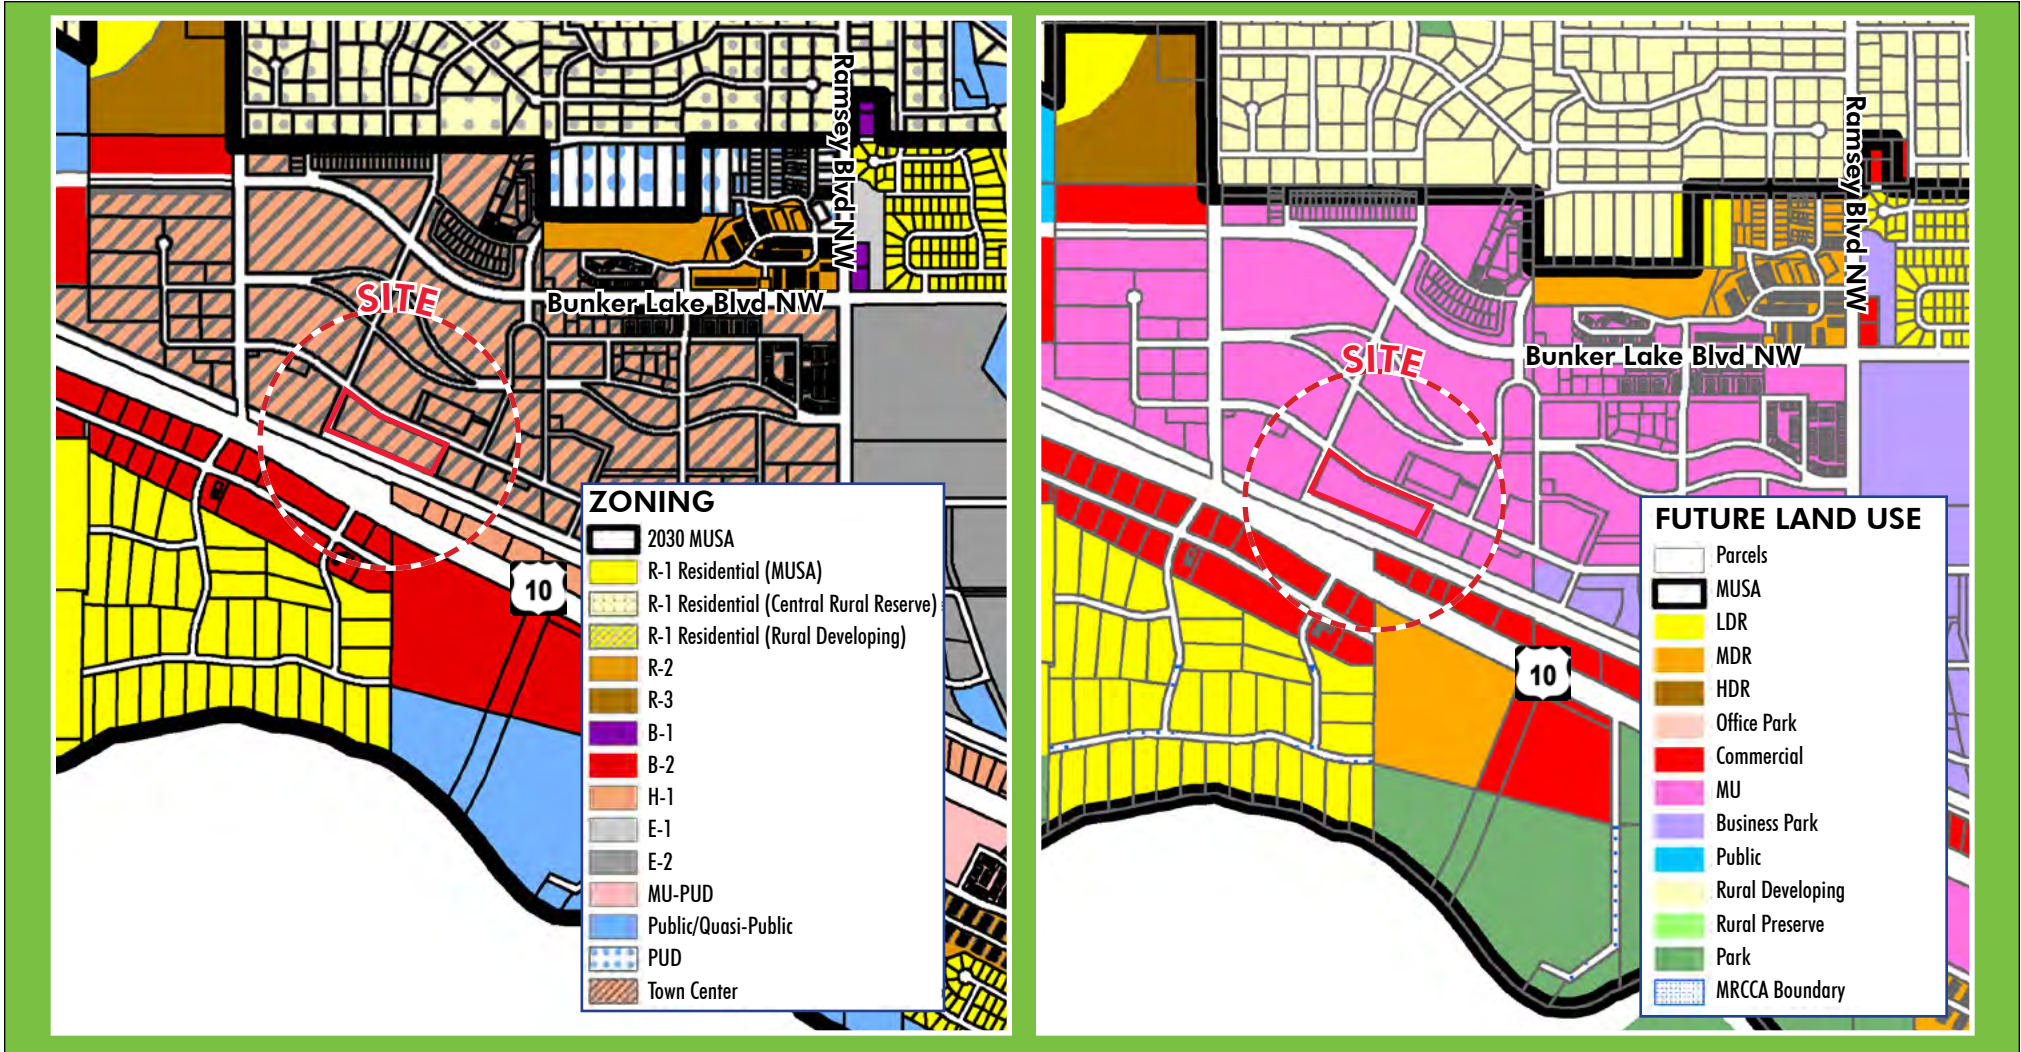 Ramsey Blvd NW
SITE
Bunker Lake Blvd NW
10
ZONING
2030 MUSA
R-1 Residential (MUSA)
R-1 Residential (Central Rural Reserve)
R-1 Residential (Rural Developing)
R-2
R-3
B-1
B-2
H-1
E-1
E-2
MU-PUD
Public/Quasi-Public
PUD
Town Center
Ramsey Blvd NW
SITE
Bunker Lake Blvd NW
10
FUTURE LAND USE
Parcels
MUSA
LDR
MDR
HDR
Office Park
Commercial
MU
Business Park
Public
Rural Developing
Rural Preserve
Park
MRCCA Boundary